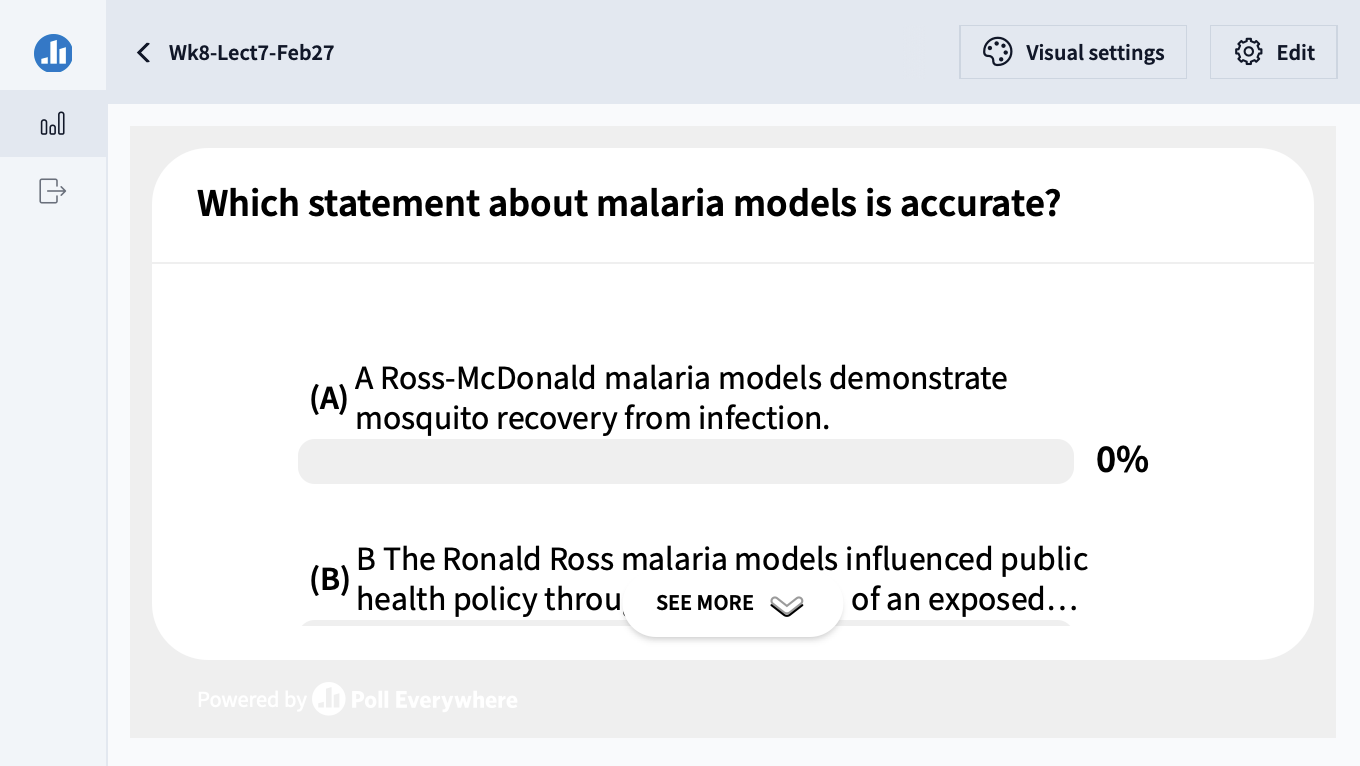 Wk8-Lect7-Feb27
Visual settings
Edit
Which statement about malaria models is accurate?
(A) A Ross-McDonald malaria models demonstrate
mosquito recovery from infection.
0%
(B) B The Ronald Ross malaria models influenced public
health policy throu
of an exposed…
SEE MORE
Powered by Poll Everywhere